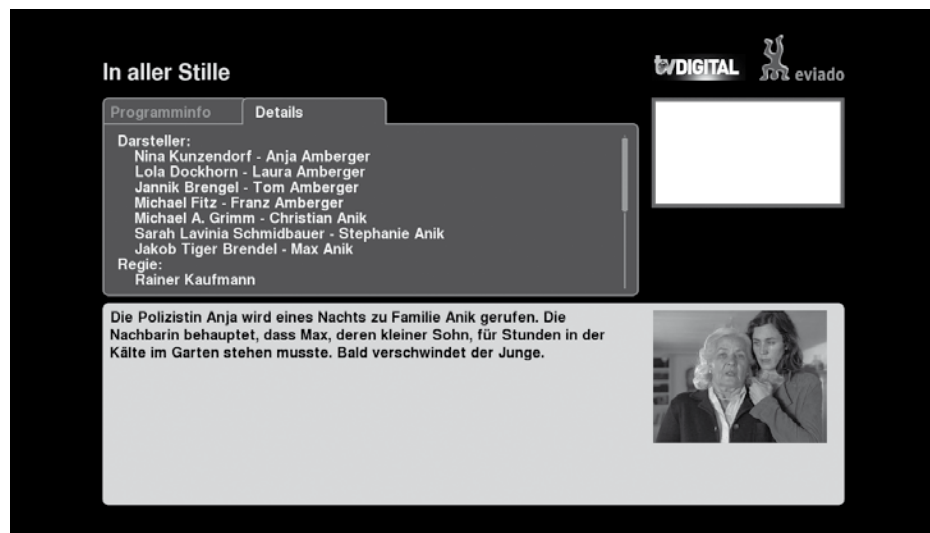 In aller Stille
tvDIGITAL
eviado
Programminfo
Details
Darsteller:
Nina Kunzendorf - Anja Amberger
Lola Dockhorn - Laura Amberger
Jannik Brengel - Tom Amberger
Michael Fitz - Franz Amberger
Michael A. Grimm - Christian Anik
Sarah Lavinia Schmidbauer - Stephanie Anik
Jakob Tiger Brendel - Max Anik
Regie:
Rainer Kaufmann
Die Polizistin Anja wird eines Nachts zu Familie Anik gerufen. Die
Nachbarin behauptet, dass Max, deren kleiner Sohn, für Stunden in der
Kälte im Garten stehen musste. Bald verschwindet der Junge.